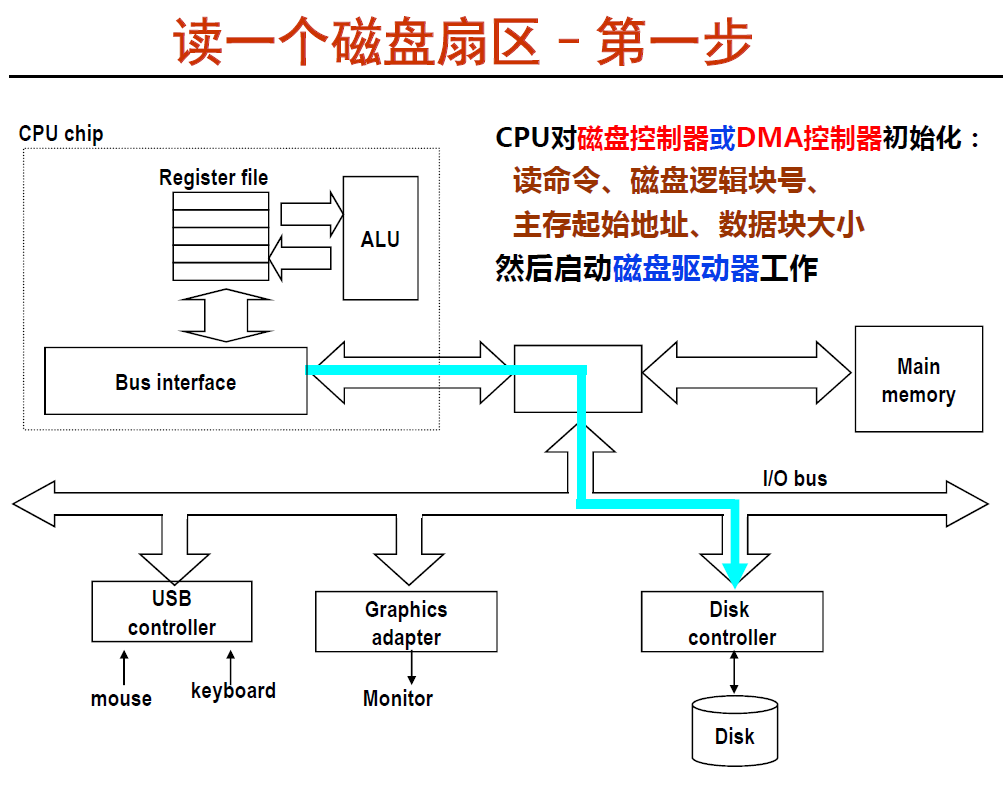 读一个磁盘扇区 - 第一步
CPU chip
CPU对磁盘控制器或DMA控制器初始化：
读命令、磁盘逻辑块号、
主存起始地址、数据块大小
然后启动磁盘驱动器工作
Register file
ALU
Bus interface
Main
memory
I/O bus
USB
controller
Graphics
adapter
Disk
controller
mouse
keyboard
Monitor
Disk